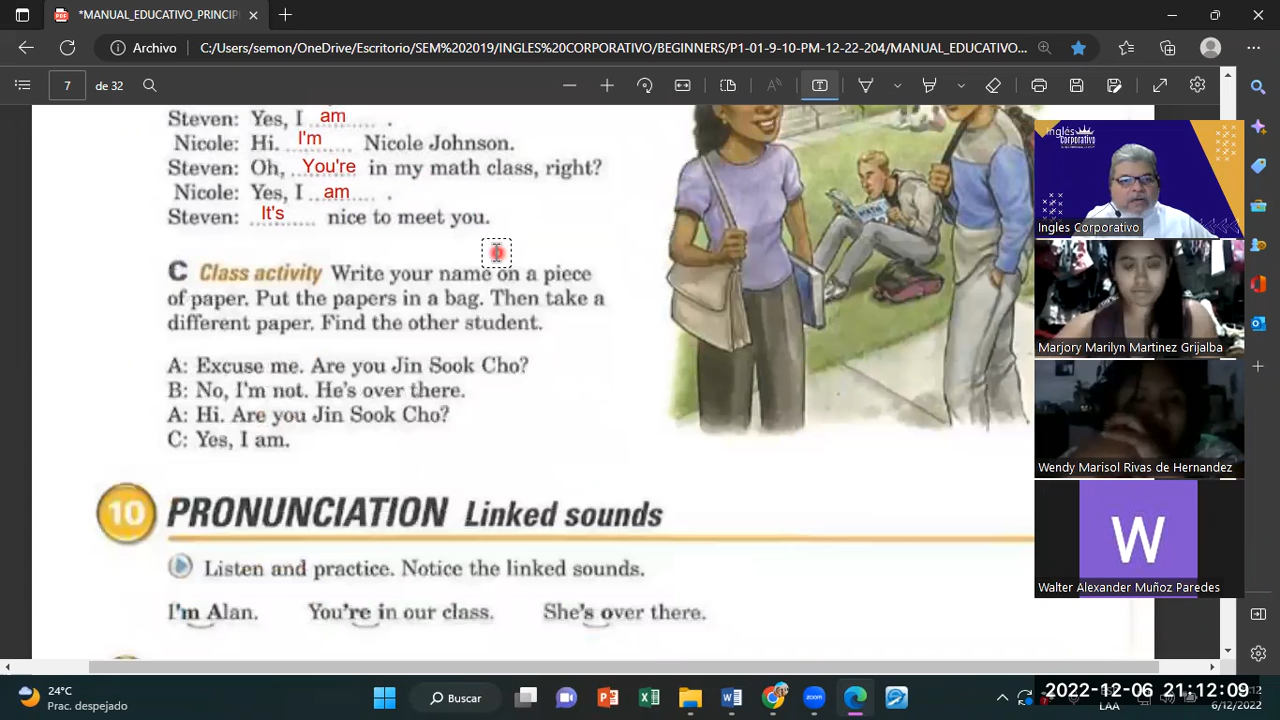 *MANUAL_EDUCATIVO_PRINCIPI
Archivo
C:/Users/semon/OneDrive/Escritorio/SEM%202019/INGLES%20CORPORATIVO/BEGINNERS/P1-01-9-10-PM-12-22-204/MANUAL_EDUCATIVO...
7 de 32
Steven: Yes, I am.
Nicole: Hi. I'm Nicole Johnson.
Steven: Oh, You're in my math class, right?
Nicole: Yes, I am.
Steven: It's nice to meet you.
C Class activity Write your name on a piece
of paper. Put the papers in a bag. Then take a
different paper. Find the other student.
A: Excuse me. Are you Jin Sook Cho?
B: No, I'm not. He's over there.
A: Hi. Are you Jin Sook Cho?
C: Yes, I am.
10 PRONUNCIATION Linked sounds
Listen and practice. Notice the linked sounds.
I'm Alan. You're in our class. She's over there.
Inglés
Corporativo
Ingles Corporativo
Marjory Marilyn Martinez Grijalba
Wendy Marisol Rivas de Hernandez
W
Walter Alexander Muñoz Paredes
24°C
Prac. despejado
Buscar
LAA
2022-12-06 21:12:09
6/12/2022